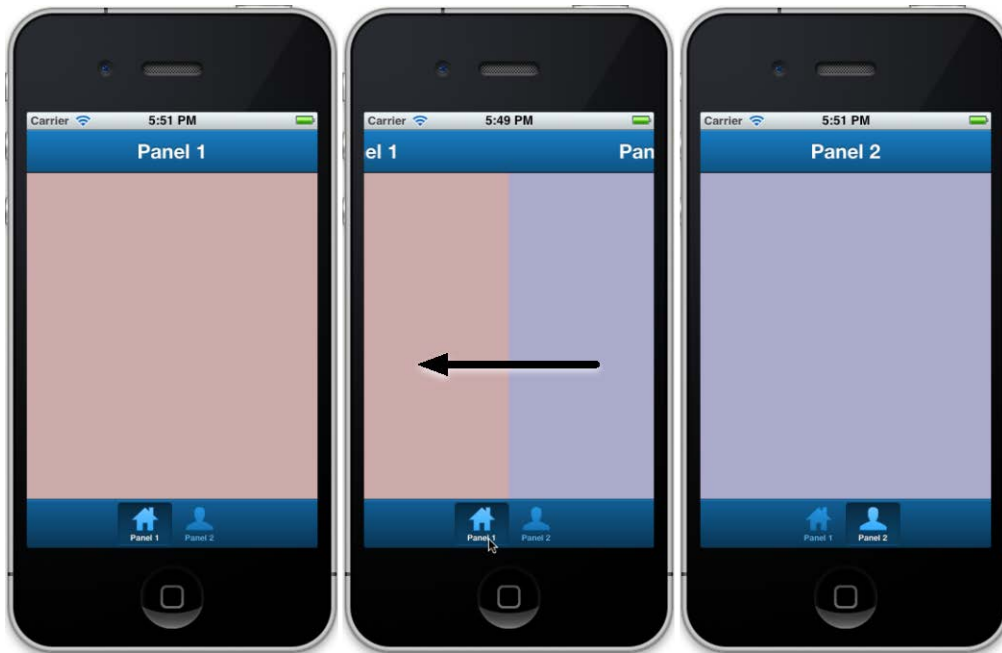 Carrier 5:51 PM
Panel 1
Panel 1 Panel 2
Carrier 5:49 PM
el 1 Pan
Panel 1 Panel 2
Carrier 5:51 PM
Panel 2
Panel 1 Panel 2